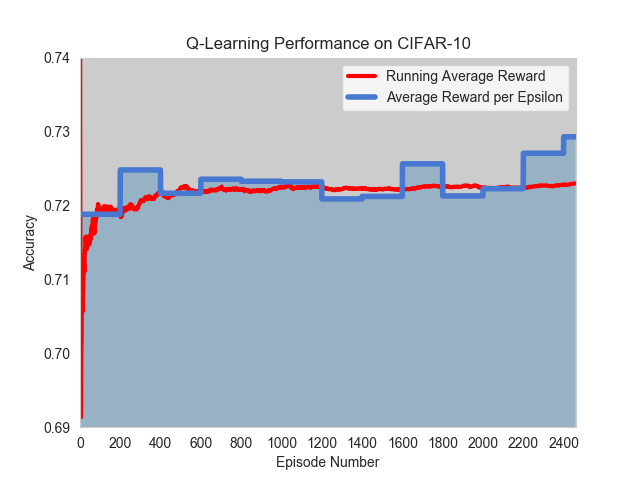 Q-Learning Performance on CIFAR-10
Running Average Reward
Average Reward per Epsilon
Accuracy
0.74
0.73
0.72
0.71
0.70
0.69
0 200 400 600 800 1000 1200 1400 1600 1800 2000 2200 2400
Episode Number